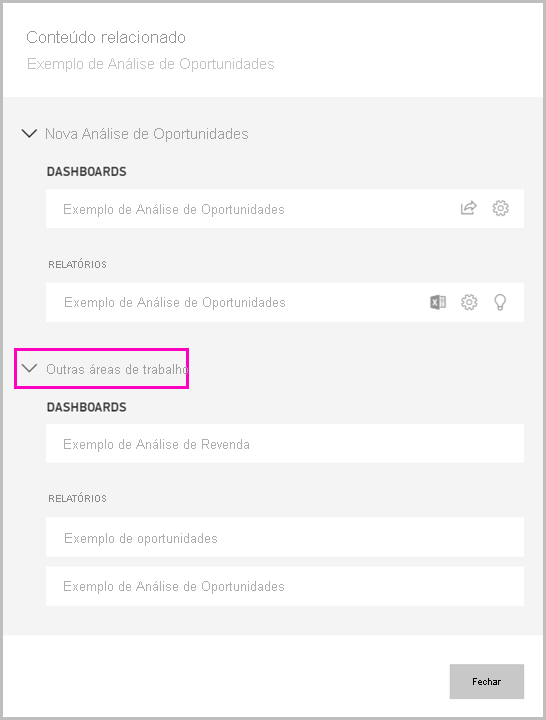 Conteúdo relacionado
Exemplo de Análise de Oportunidades
Nova Análise de Oportunidades
DASHBOARDS
Exemplo de Análise de Oportunidades
RELATÓRIOS
Exemplo de Análise de Oportunidades
Outras áreas de trabalho
DASHBOARDS
Exemplo de Análise de Revenda
RELATÓRIOS
Exemplo de oportunidades
Exemplo de Análise de Oportunidades
Fechar